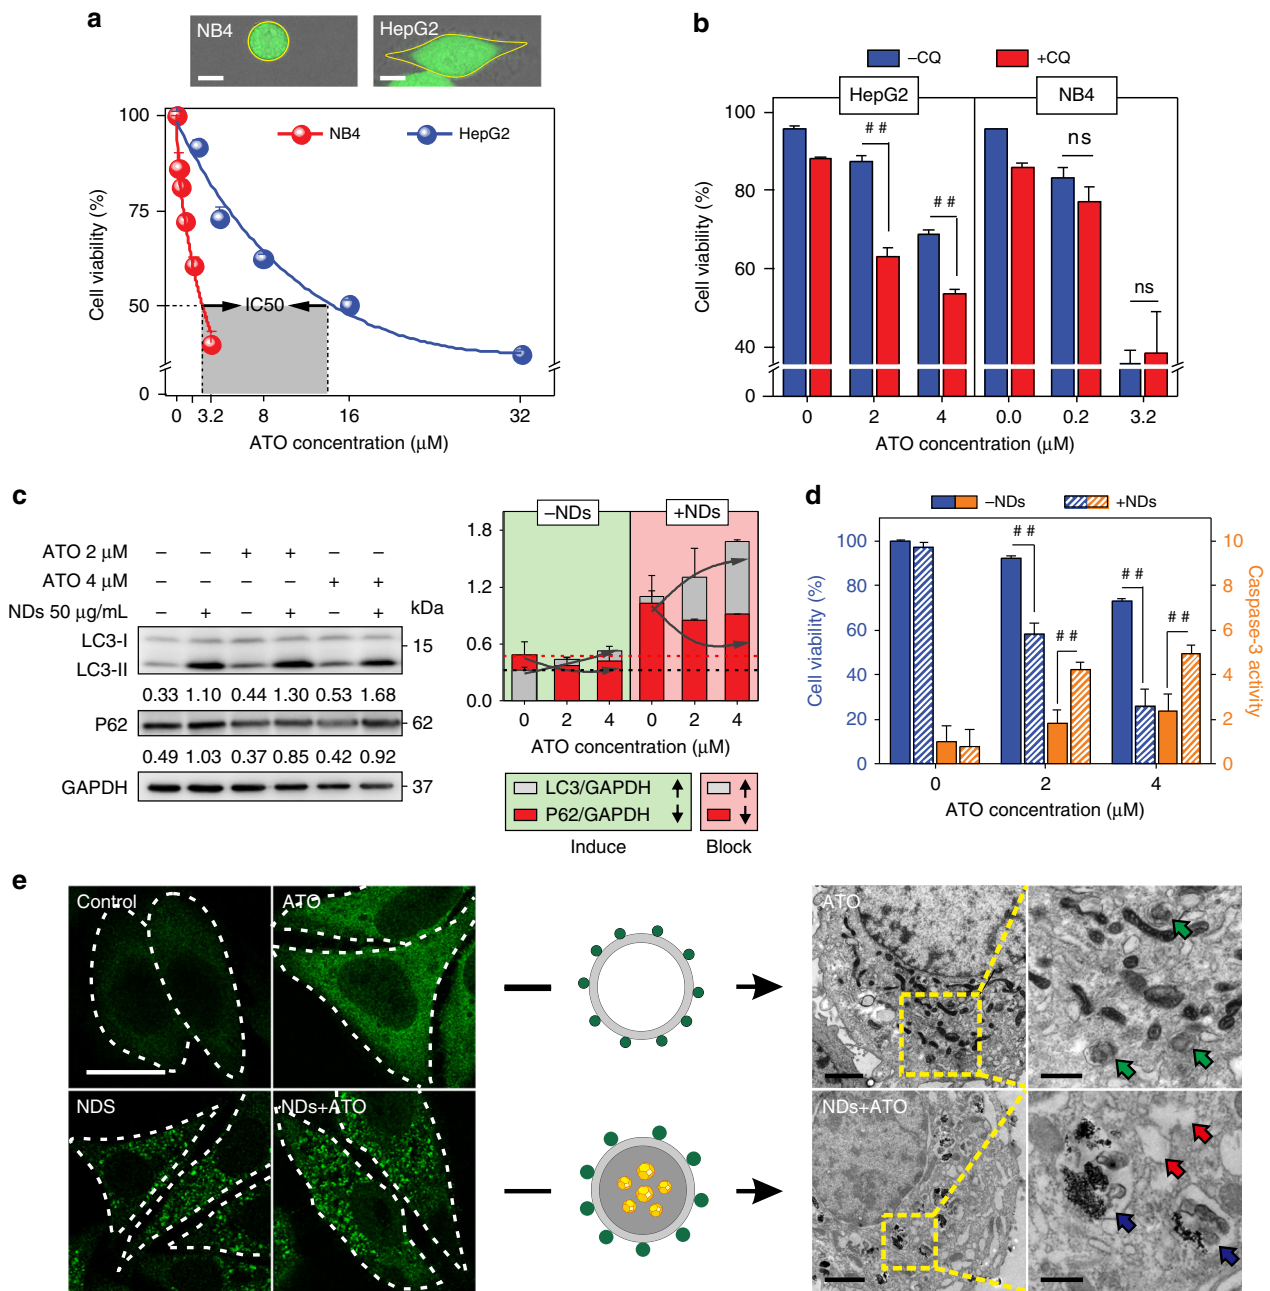 a
NB4
HepG2
NB4
HepG2
Cell viability (%)
100
75
50
0
IC50
0
3.2
8
16
32
ATO concentration (μM)
b
–CQ
+CQ
HepG2
NB4
Cell viability (%)
100
80
60
40
0
# #
# #
ns
ns
0
2
4
0.0
0.2
3.2
ATO concentration (μM)
c
ATO 2 μM – – + + – –
ATO 4 μM – – – – + +
NDs 50 μg/mL – + – + – +
kDa
LC3-I
15
LC3-II
0.33 1.10 0.44 1.30 0.53 1.68
P62
62
0.49 1.03 0.37 0.85 0.42 0.92
GAPDH
37
–NDs
+NDs
1.8
1.2
0.6
0.0
0 2 4 0 2 4
ATO concentration (μM)
LC3/GAPDH
P62/GAPDH
Induce
Block
d
–NDs
+NDs
Cell viability (%)
100
80
60
40
20
0
# #
# #
# #
# #
10
8
6
4
2
0
Caspase-3 activity
0
2
4
ATO concentration (μM)
e
Control
ATO
ATO
NDS
NDs+ATO
NDs+ATO